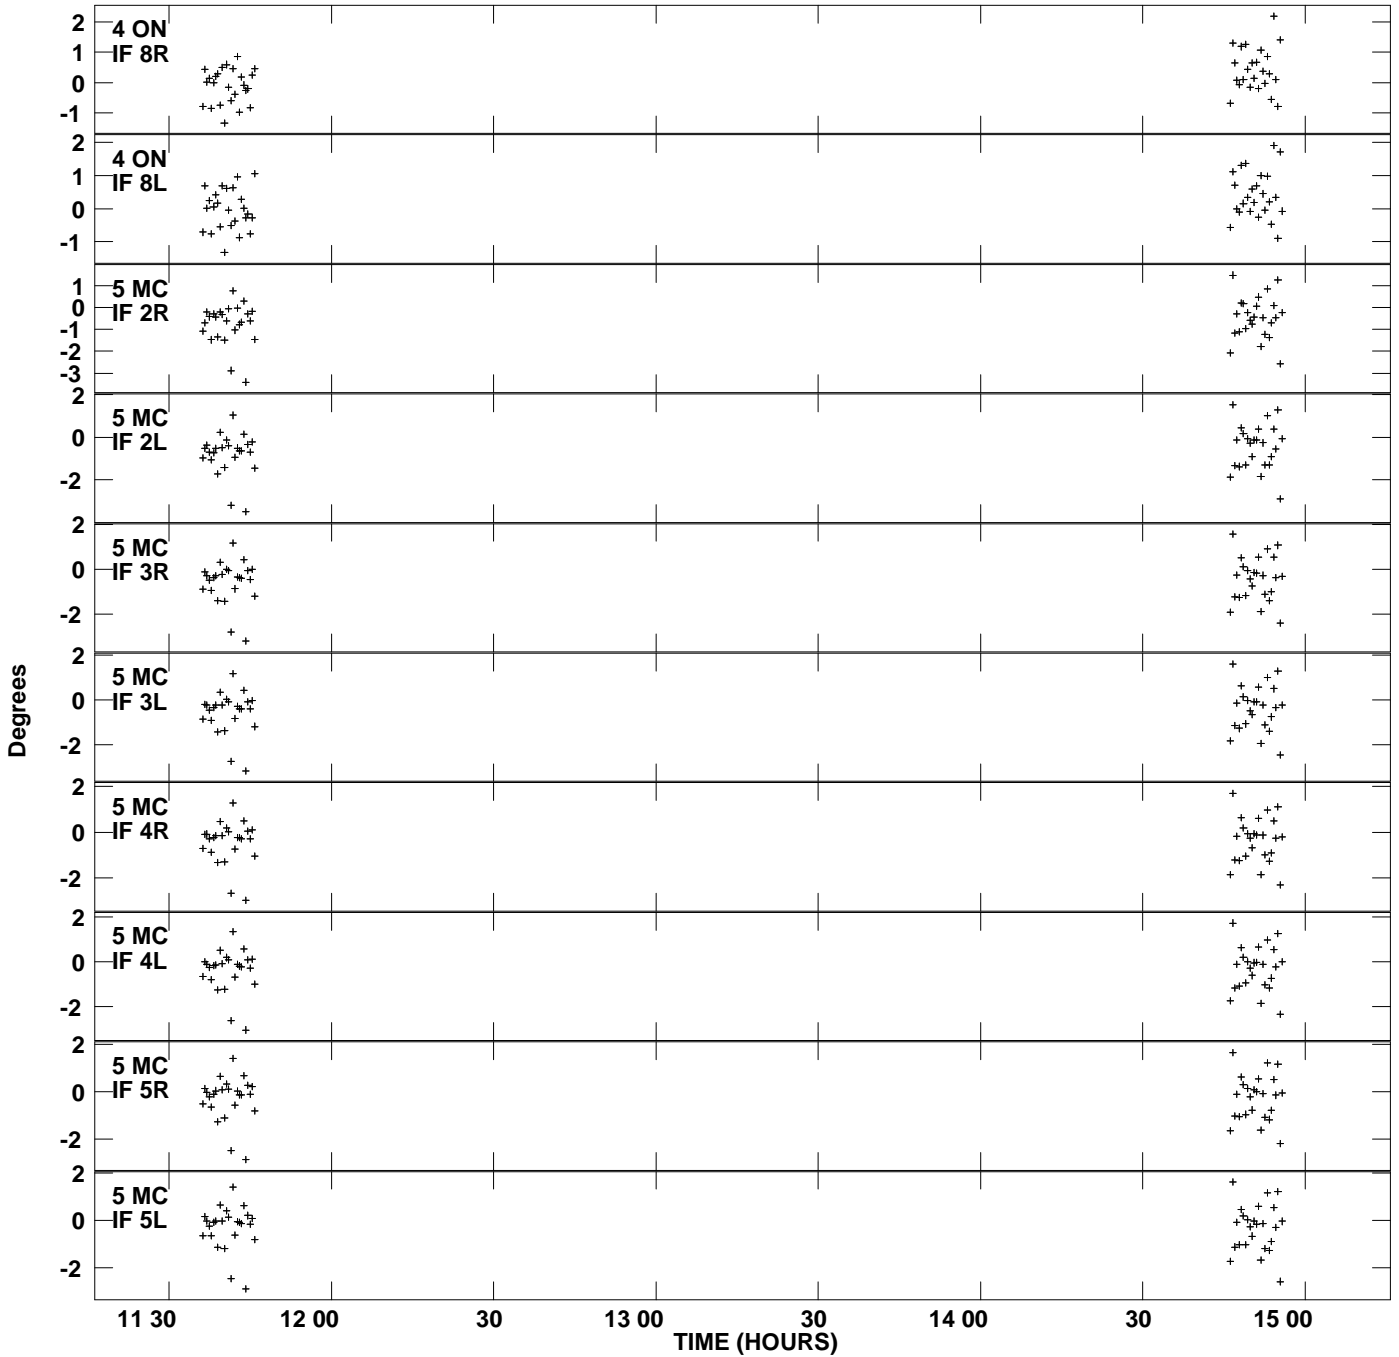 2
1
0
-1
4 ON
IF 8R
2
1
0
-1
4 ON
IF 8L
1
0
-1
-2
-3
5 MC
IF 2R
2
0
-2
5 MC
IF 2L
2
0
-2
5 MC
IF 3R
2
0
-2
5 MC
IF 3L
2
0
-2
5 MC
IF 4R
2
0
-2
5 MC
IF 4L
2
0
-2
5 MC
IF 5R
2
0
-2
5 MC
IF 5L
Degrees
11 30 12 00 30 13 00 30 14 00 30 15 00
TIME (HOURS)